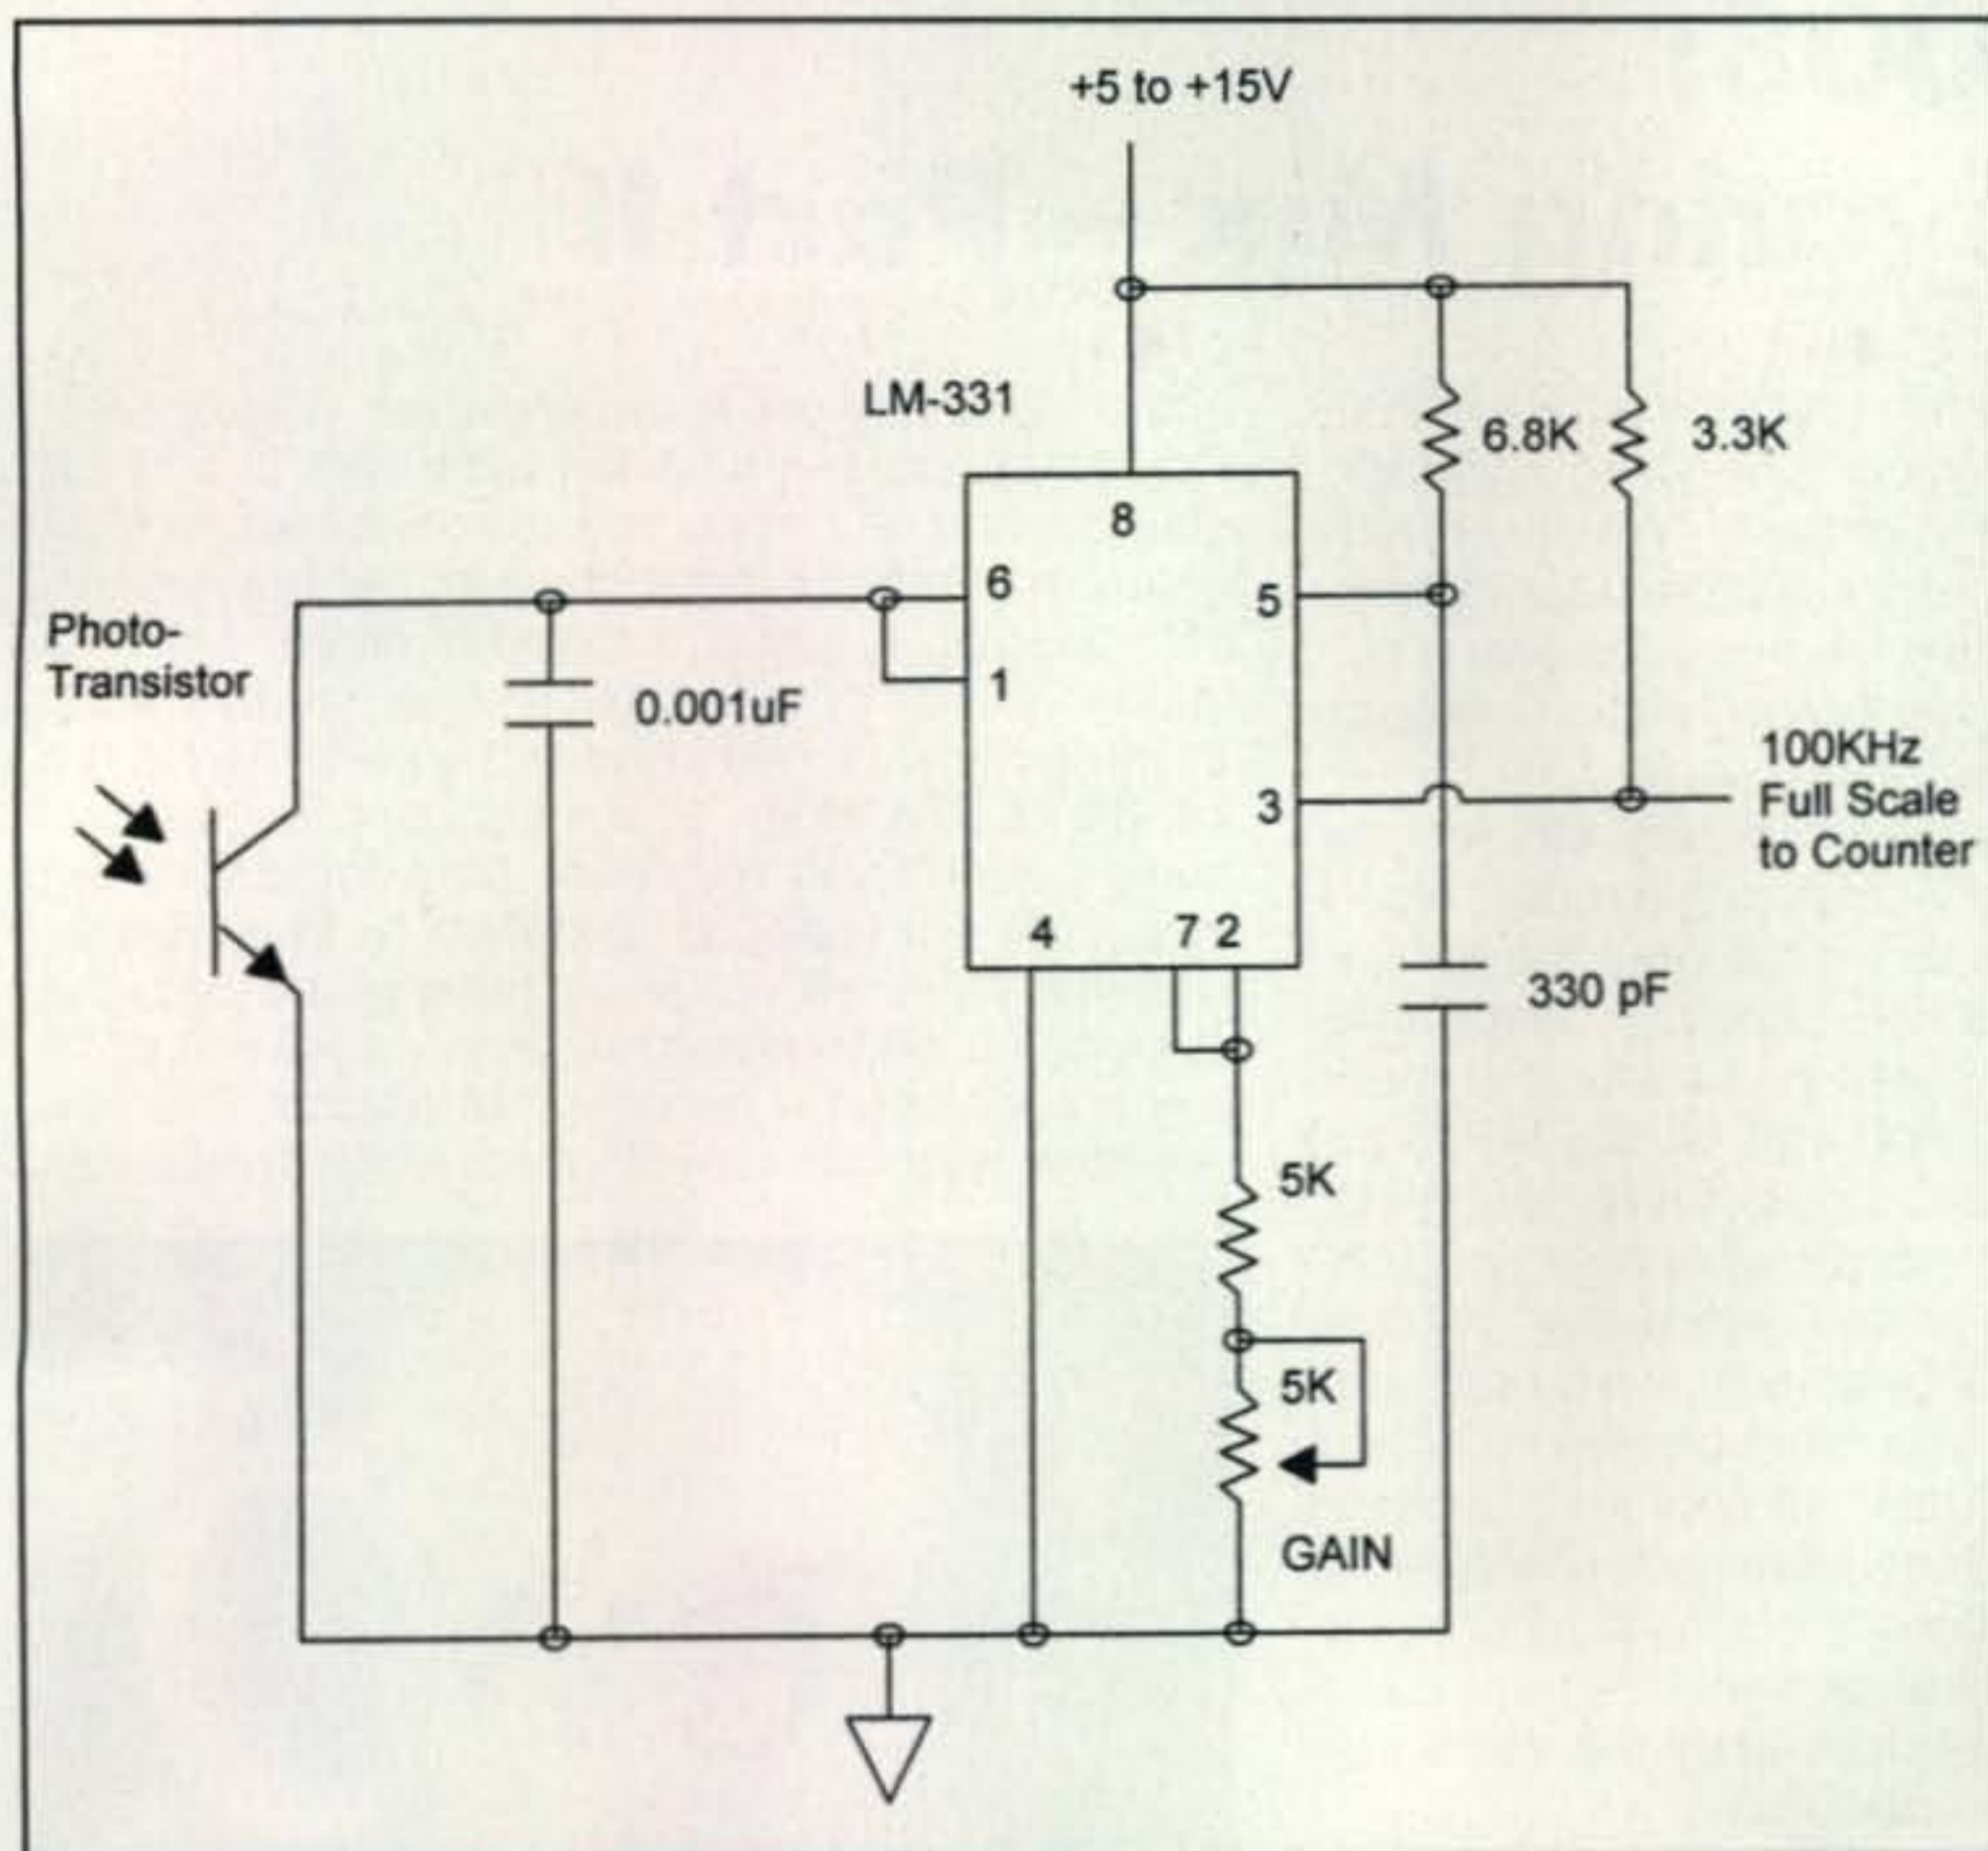 +5 to +15V
LM-331
6.8K
3.3K
8
6
5
1
Photo-
Transistor
0.001uF
3
100KHz
Full Scale
to Counter
4
7 2
330 pF
5K
5K
GAIN